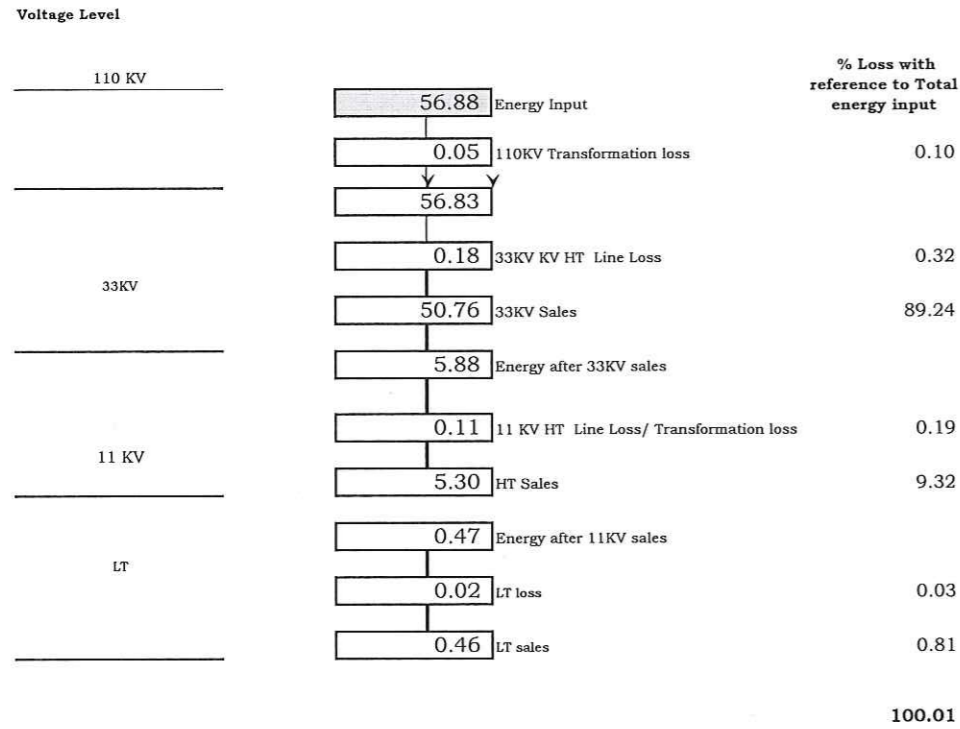 Voltage Level
% Loss with
reference to Total
energy input
110 KV
56.88 Energy Input
0.05 110KV Transformation loss 0.10
56.83
0.18 33KV KV HT Line Loss 0.32
33KV
50.76 33KV Sales 89.24
5.88 Energy after 33KV sales
0.11 11 KV HT Line Loss/ Transformation loss 0.19
11 KV
5.30 HT Sales 9.32
0.47 Energy after 11KV sales
LT
0.02 LT loss 0.03
0.46 LT sales 0.81
100.01